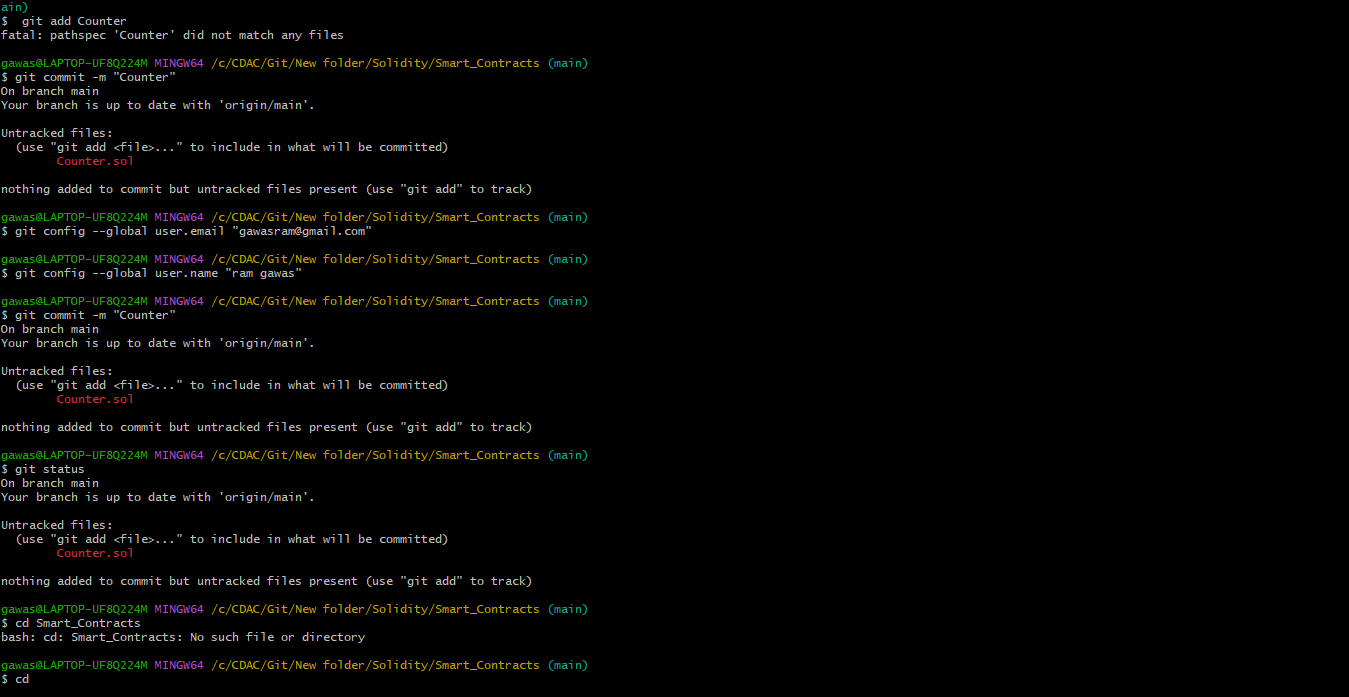 ain)
$  git add Counter
fatal: pathspec 'Counter' did not match any files
gawas@LAPTOP-UF8Q224M MINGW64 /c/CDAC/Git/New folder/Solidity/Smart_Contracts (main)
$ git commit -m "Counter"
On branch main
Your branch is up to date with 'origin/main'.
Untracked files:
  (use "git add <file>..." to include in what will be committed)
        Counter.sol
nothing added to commit but untracked files present (use "git add" to track)
gawas@LAPTOP-UF8Q224M MINGW64 /c/CDAC/Git/New folder/Solidity/Smart_Contracts (main)
$ git config --global user.email "gawasram@gmail.com"
gawas@LAPTOP-UF8Q224M MINGW64 /c/CDAC/Git/New folder/Solidity/Smart_Contracts (main)
$ git config --global user.name "ram gawas"
gawas@LAPTOP-UF8Q224M MINGW64 /c/CDAC/Git/New folder/Solidity/Smart_Contracts (main)
$ git commit -m "Counter"
On branch main
Your branch is up to date with 'origin/main'.
Untracked files:
  (use "git add <file>..." to include in what will be committed)
        Counter.sol
nothing added to commit but untracked files present (use "git add" to track)
gawas@LAPTOP-UF8Q224M MINGW64 /c/CDAC/Git/New folder/Solidity/Smart_Contracts (main)
$ git status
On branch main
Your branch is up to date with 'origin/main'.
Untracked files:
  (use "git add <file>..." to include in what will be committed)
        Counter.sol
nothing added to commit but untracked files present (use "git add" to track)
gawas@LAPTOP-UF8Q224M MINGW64 /c/CDAC/Git/New folder/Solidity/Smart_Contracts (main)
$ cd Smart_Contracts
bash: cd: Smart_Contracts: No such file or directory
gawas@LAPTOP-UF8Q224M MINGW64 /c/CDAC/Git/New folder/Solidity/Smart_Contracts (main)
$ cd